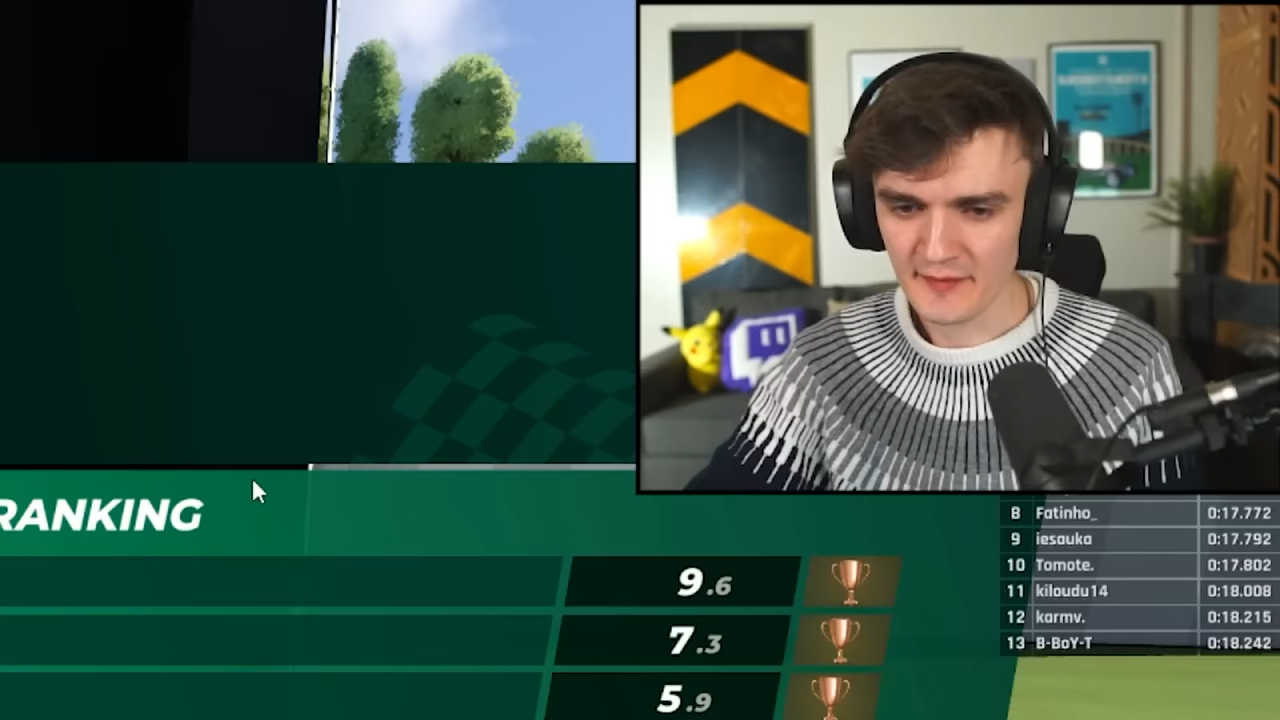 RANKING
9.6
7.3
5.9
8 Fatinho_ 0:17.772
9 iesauka 0:17.792
10 Tomote. 0:17.802
11 kiloudu14 0:18.008
12 karmv. 0:18.215
13 B-BoY-T 0:18.242